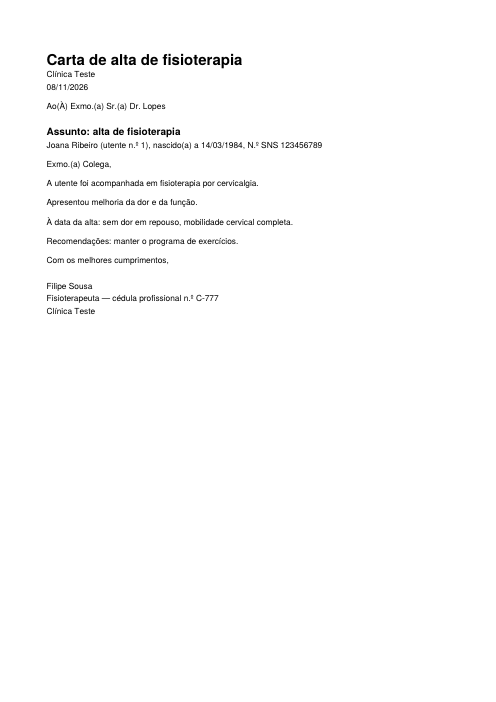 Carta de alta de fisioterapia
Clínica Teste
08/11/2026
Ao(À) Exmo.(a) Sr.(a) Dr. Lopes
Assunto: alta de fisioterapia
Joana Ribeiro (utente n.º 1), nascido(a) a 14/03/1984, N.º SNS 123456789
Exmo.(a) Colega,
A utente foi acompanhada em fisioterapia por cervicalgia.
Apresentou melhoria da dor e da função.
À data da alta: sem dor em repouso, mobilidade cervical completa.
Recomendações: manter o programa de exercícios.
Com os melhores cumprimentos,
Filipe Sousa
Fisioterapeuta — cédula profissional n.º C-777
Clínica Teste